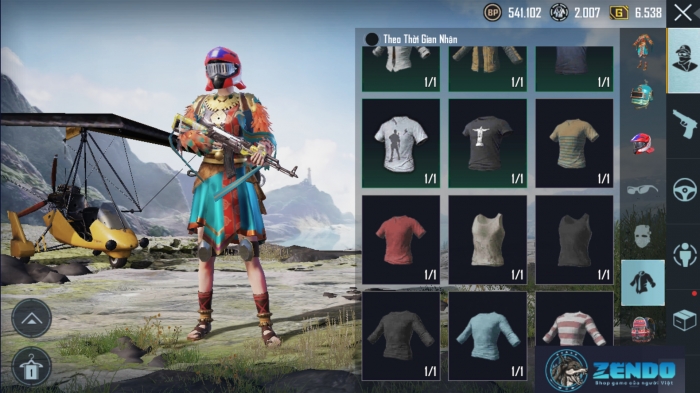 BP 541.102 2.007 G 6.538
Theo Thời Gian Nhận
1/1 1/1 1/1
1/1 1/1 1/1
1/1 1/1 1/1
1/1 1/1
ZENDO
Shop game của người Việt